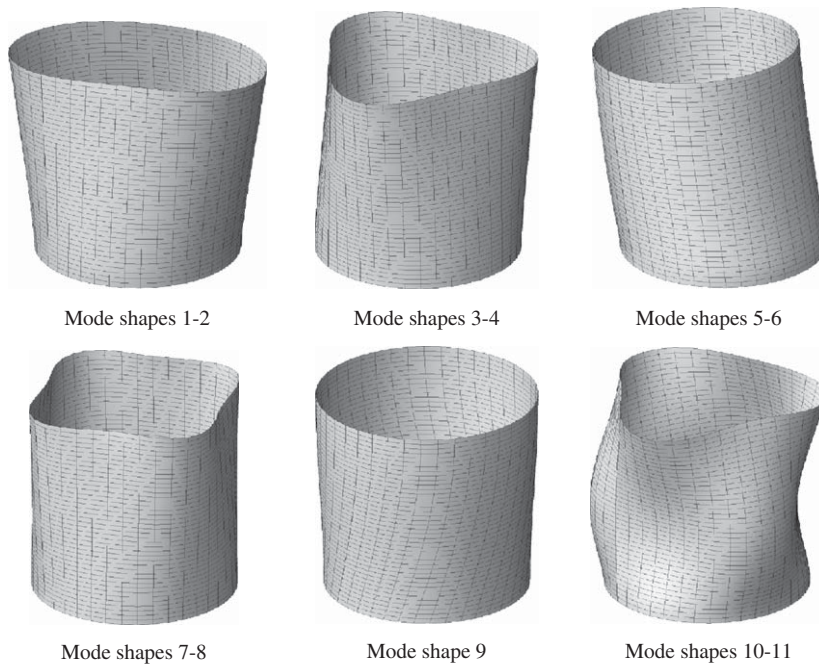 Mode shapes 1-2
Mode shapes 3-4
Mode shapes 5-6
Mode shapes 7-8
Mode shape 9
Mode shapes 10-11